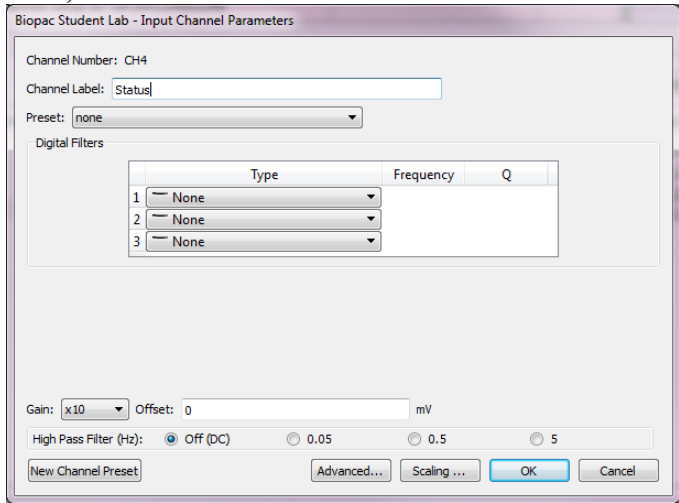 Biopac Student Lab - Input Channel Parameters
Channel Number: CH4
Channel Label: Status
Preset: none
Digital Filters
Type Frequency Q
1 None
2 None
3 None
Gain: x10 Offset: 0 mV
High Pass Filter (Hz): Off (DC) 0.05 0.5 5
New Channel Preset Advanced... Scaling ... OK Cancel